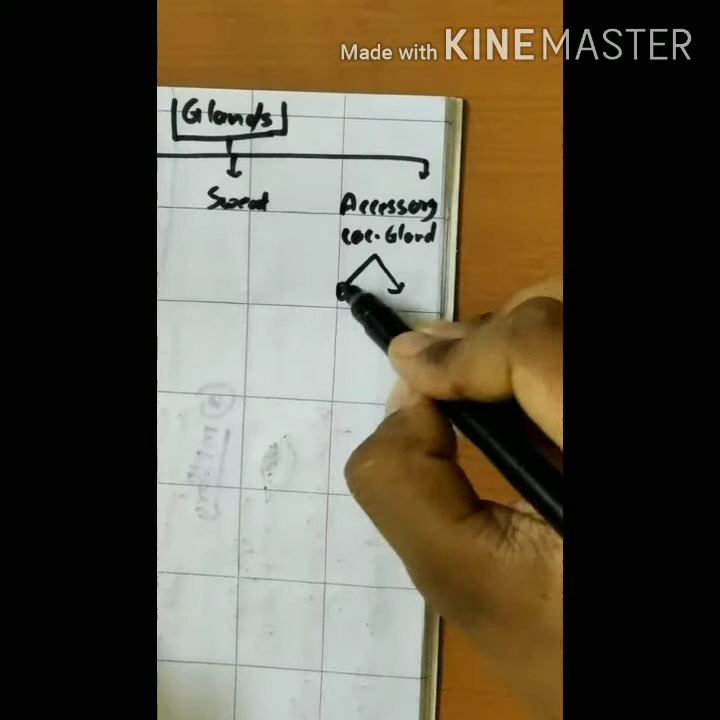 Made with KINEMASTER
Glands
Sweat
Accessory
Lac. Gland